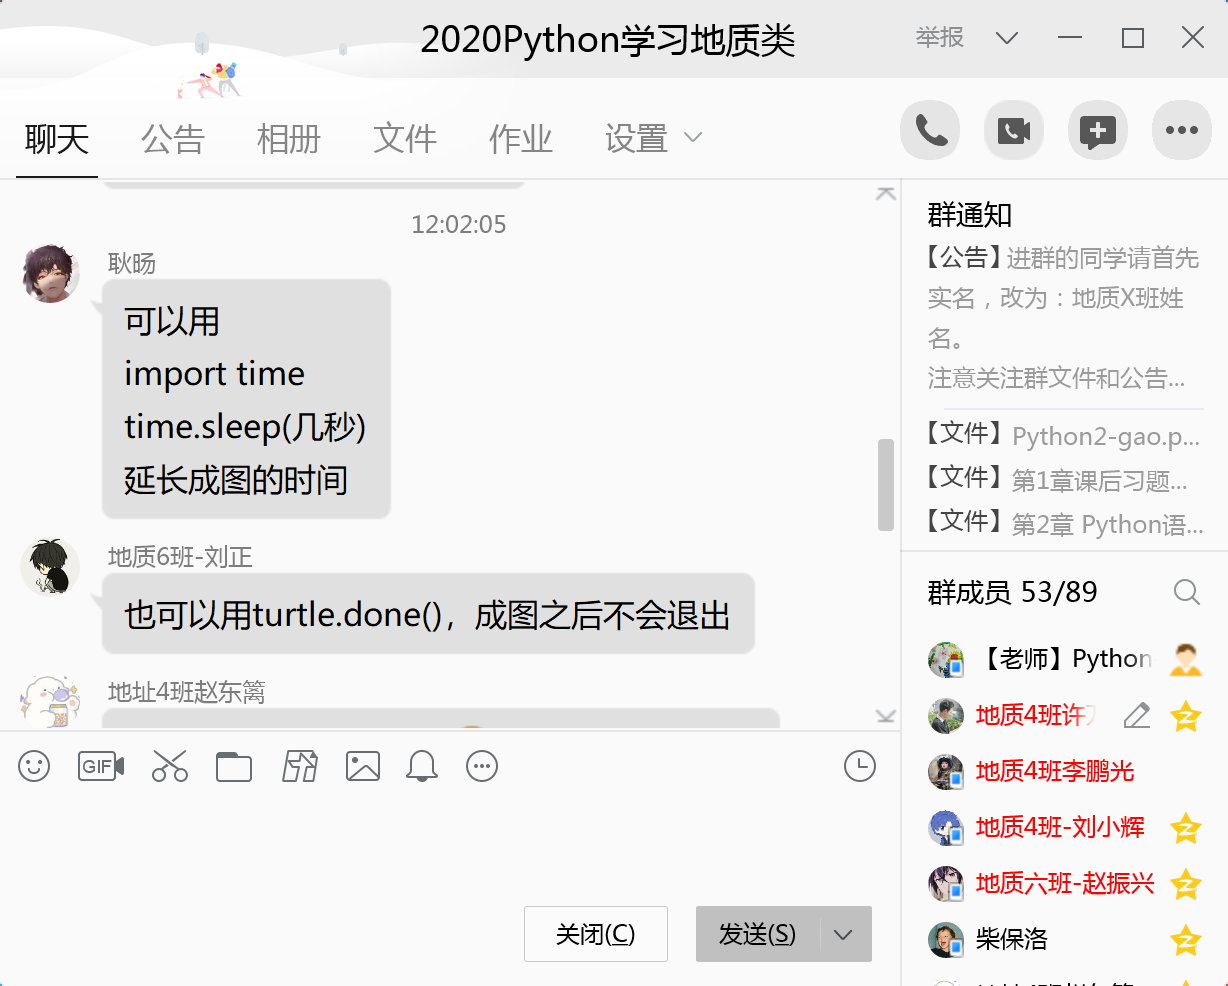 2020Python学习地质类
举报
聊天 公告 相册 文件 作业 设置
12:02:05
耿旸
可以用
import time
time.sleep(几秒)
延长成图的时间
地质6班-刘正
也可以用turtle.done()，成图之后不会退出
地址4班赵东篱
GIF
关闭(C) 发送(S)
群通知
【公告】进群的同学请首先
实名，改为：地质X班姓
名。
注意关注群文件和公告...
【文件】Python2-gao.p...
【文件】第1章课后习题...
【文件】第2章 Python语...
群成员 53/89
【老师】Python
地质4班许
地质4班李鹏光
地质4班-刘小辉
地质六班-赵振兴
柴保洛